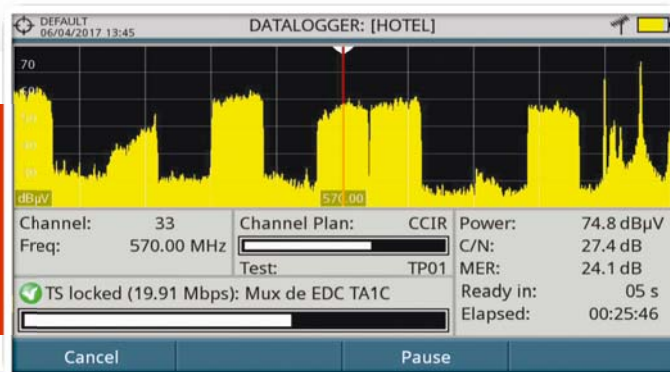 DEFAULT
06/04/2017 13:45
DATALOGGER: [HOTEL]
70
dBµV
570.00
Channel: 33
Freq: 570.00 MHz
Channel Plan: CCIR
Test: TP01
TS locked (19.91 Mbps): Mux de EDC TA1C
Power: 74.8 dBµV
C/N: 27.4 dB
MER: 24.1 dB
Ready in: 05 s
Elapsed: 00:25:46
Cancel
Pause